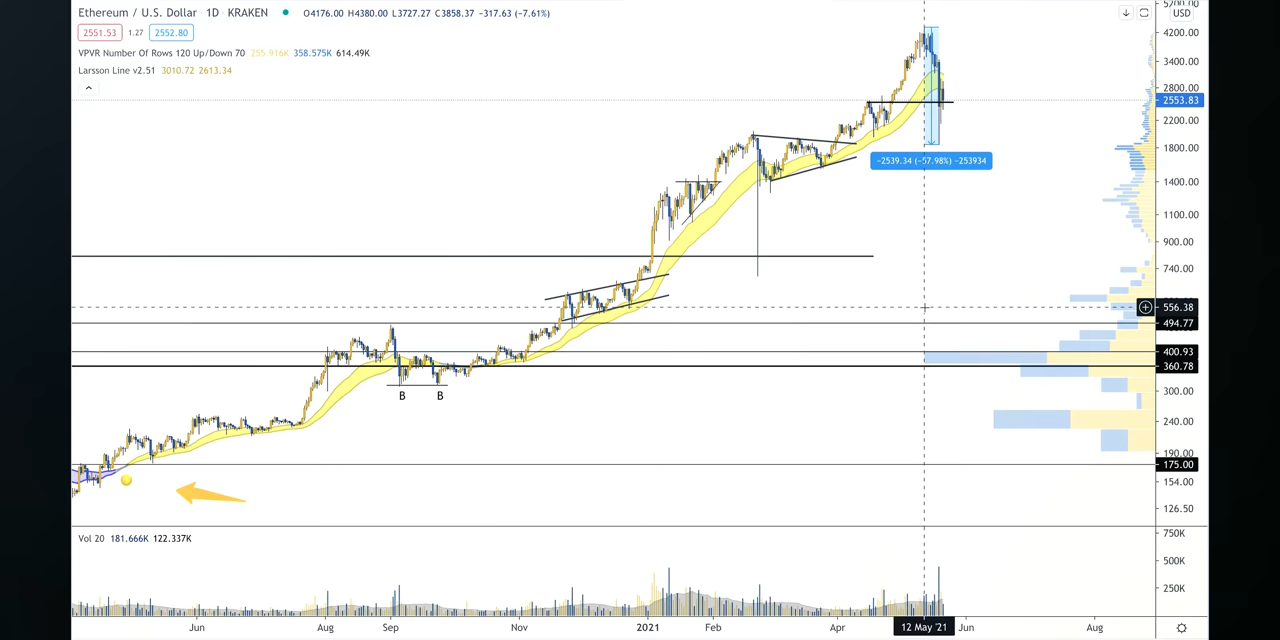 Ethereum / U.S. Dollar 1D KRAKEN O4176.00 H4380.00 L3727.27 C3858.37 -317.63 (-7.61%)
2551.53 1.27 2552.80
VPVR Number Of Rows 120 Up/Down 70 255.916K 358.575K 614.49K
Larsson Line v2.51 3010.72 2613.34
USD
4200.00
3400.00
2800.00
2553.83
2200.00
1800.00
−2539.34 (−57.98%) −253934
1400.00
1100.00
900.00
740.00
556.38
494.77
400.93
360.78
300.00
B B
240.00
190.00
175.00
154.00
126.50
Vol 20 181.666K 122.337K
750K
500K
250K
Jun Aug Sep Nov 2021 Feb Apr 12 May '21 Jun Aug